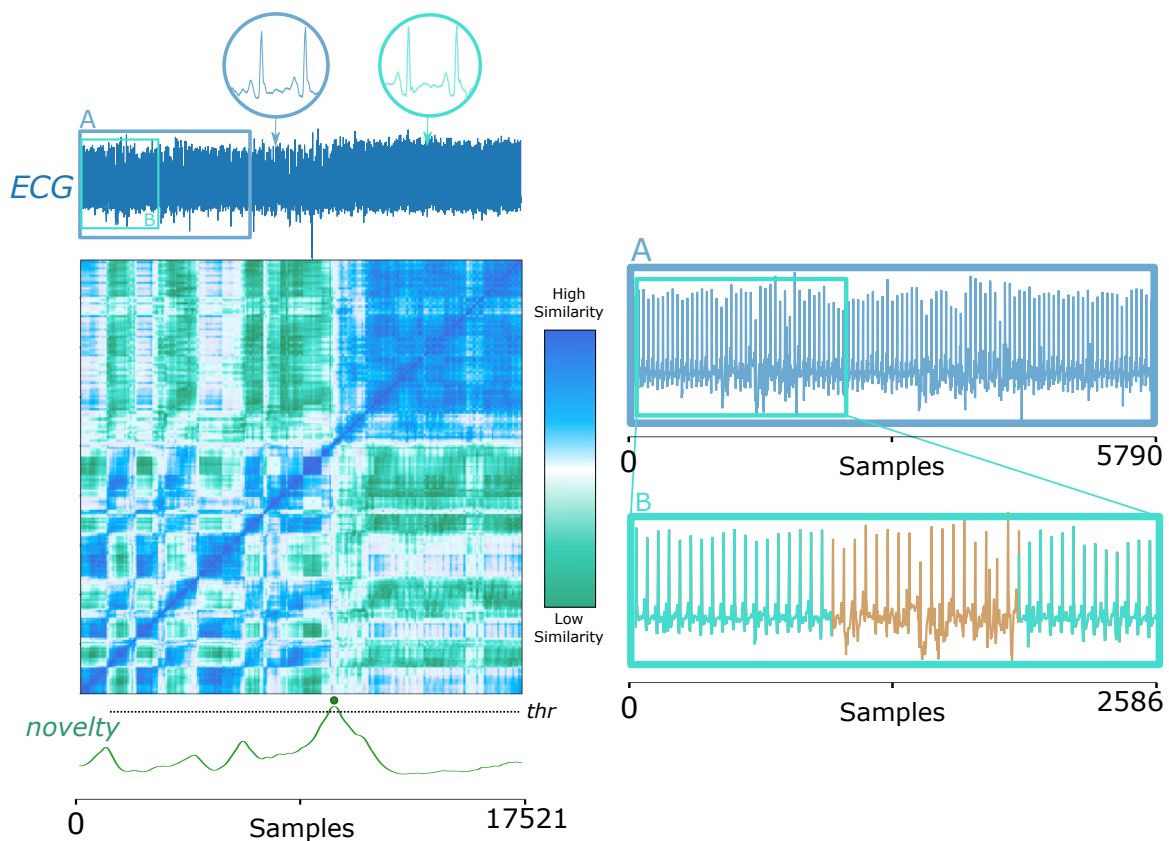 A
B
ECG
High
Similarity
Low
Similarity
thr
novelty
0
Samples
17521
A
0
Samples
5790
B
0
Samples
2586